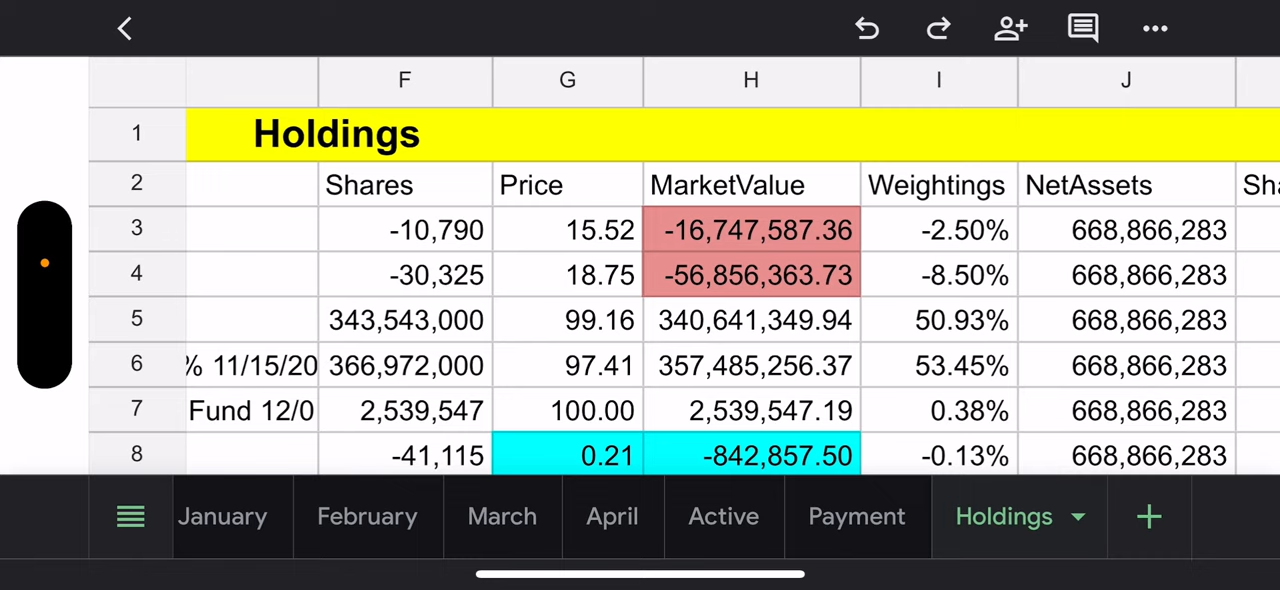 F G H I J
1 Holdings
2 Shares Price MarketValue Weightings NetAssets Sha
3 -10,790 15.52 -16,747,587.36 -2.50% 668,866,283
4 -30,325 18.75 -56,856,363.73 -8.50% 668,866,283
5 343,543,000 99.16 340,641,349.94 50.93% 668,866,283
6 % 11/15/20 366,972,000 97.41 357,485,256.37 53.45% 668,866,283
7 Fund 12/0 2,539,547 100.00 2,539,547.19 0.38% 668,866,283
8 -41,115 0.21 -842,857.50 -0.13% 668,866,283
January February March April Active Payment Holdings